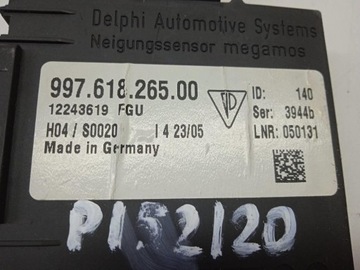 Delphi Automotive Systems
Neigungssensor megamos
997.618.265.00
ID: 140
12243619 FGU
Ser: 3944b
H04 / S0020 I4 23/05
LNR: 050131
Made in Germany
P152120